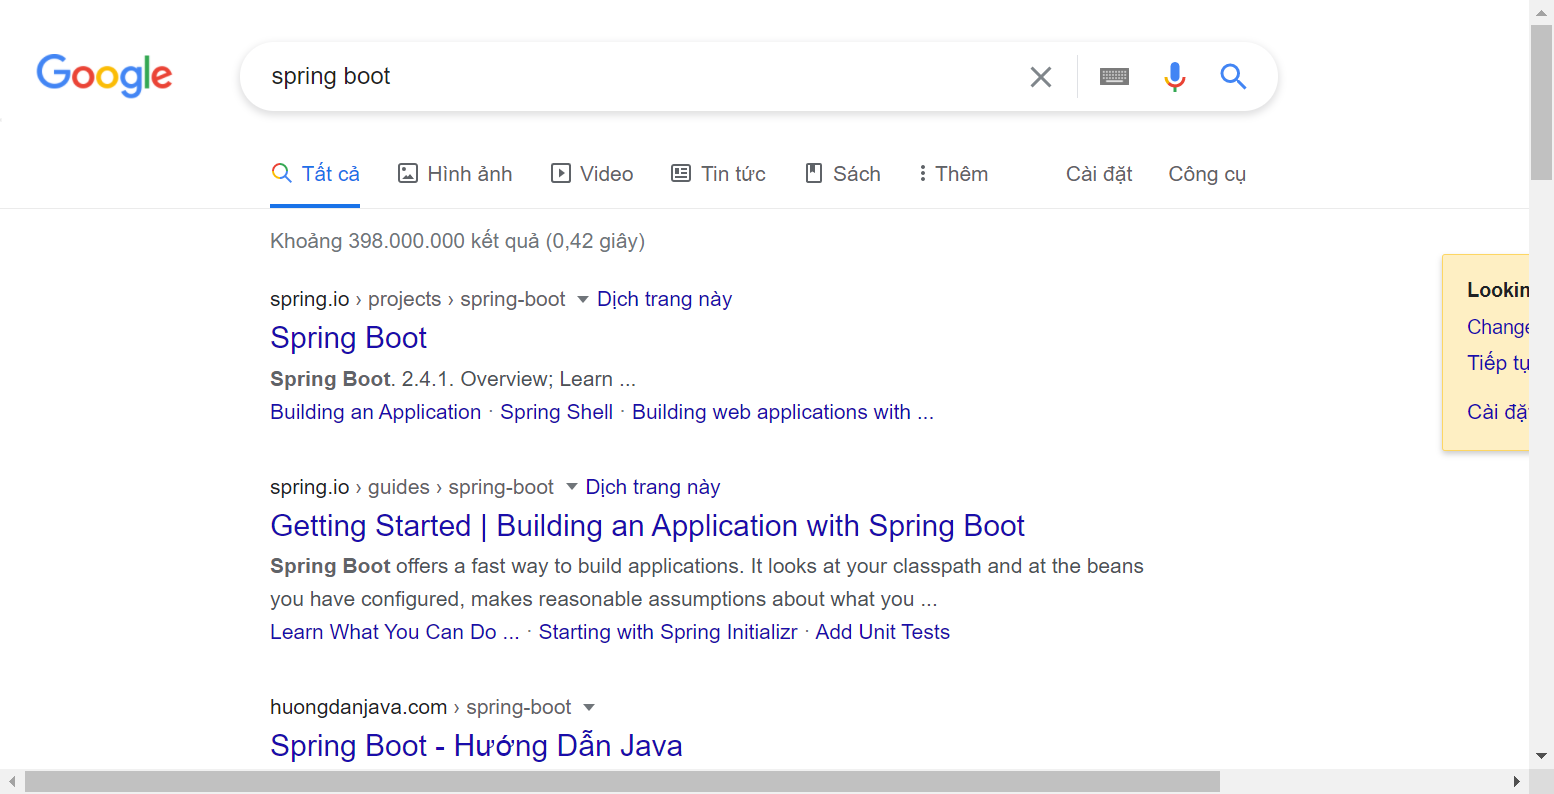 Google
spring boot
Tất cả Hình ảnh Video Tin tức Sách Thêm Cài đặt Công cụ
Khoảng 398.000.000 kết quả (0,42 giây)
spring.io › projects › spring-boot Dịch trang này
Spring Boot
Spring Boot. 2.4.1. Overview; Learn ...
Building an Application · Spring Shell · Building web applications with ...
Lookin
Change
Tiếp tụ
Cài đặ
spring.io › guides › spring-boot Dịch trang này
Getting Started | Building an Application with Spring Boot
Spring Boot offers a fast way to build applications. It looks at your classpath and at the beans
you have configured, makes reasonable assumptions about what you ...
Learn What You Can Do ... · Starting with Spring Initializr · Add Unit Tests
huongdanjava.com › spring-boot
Spring Boot - Hướng Dẫn Java